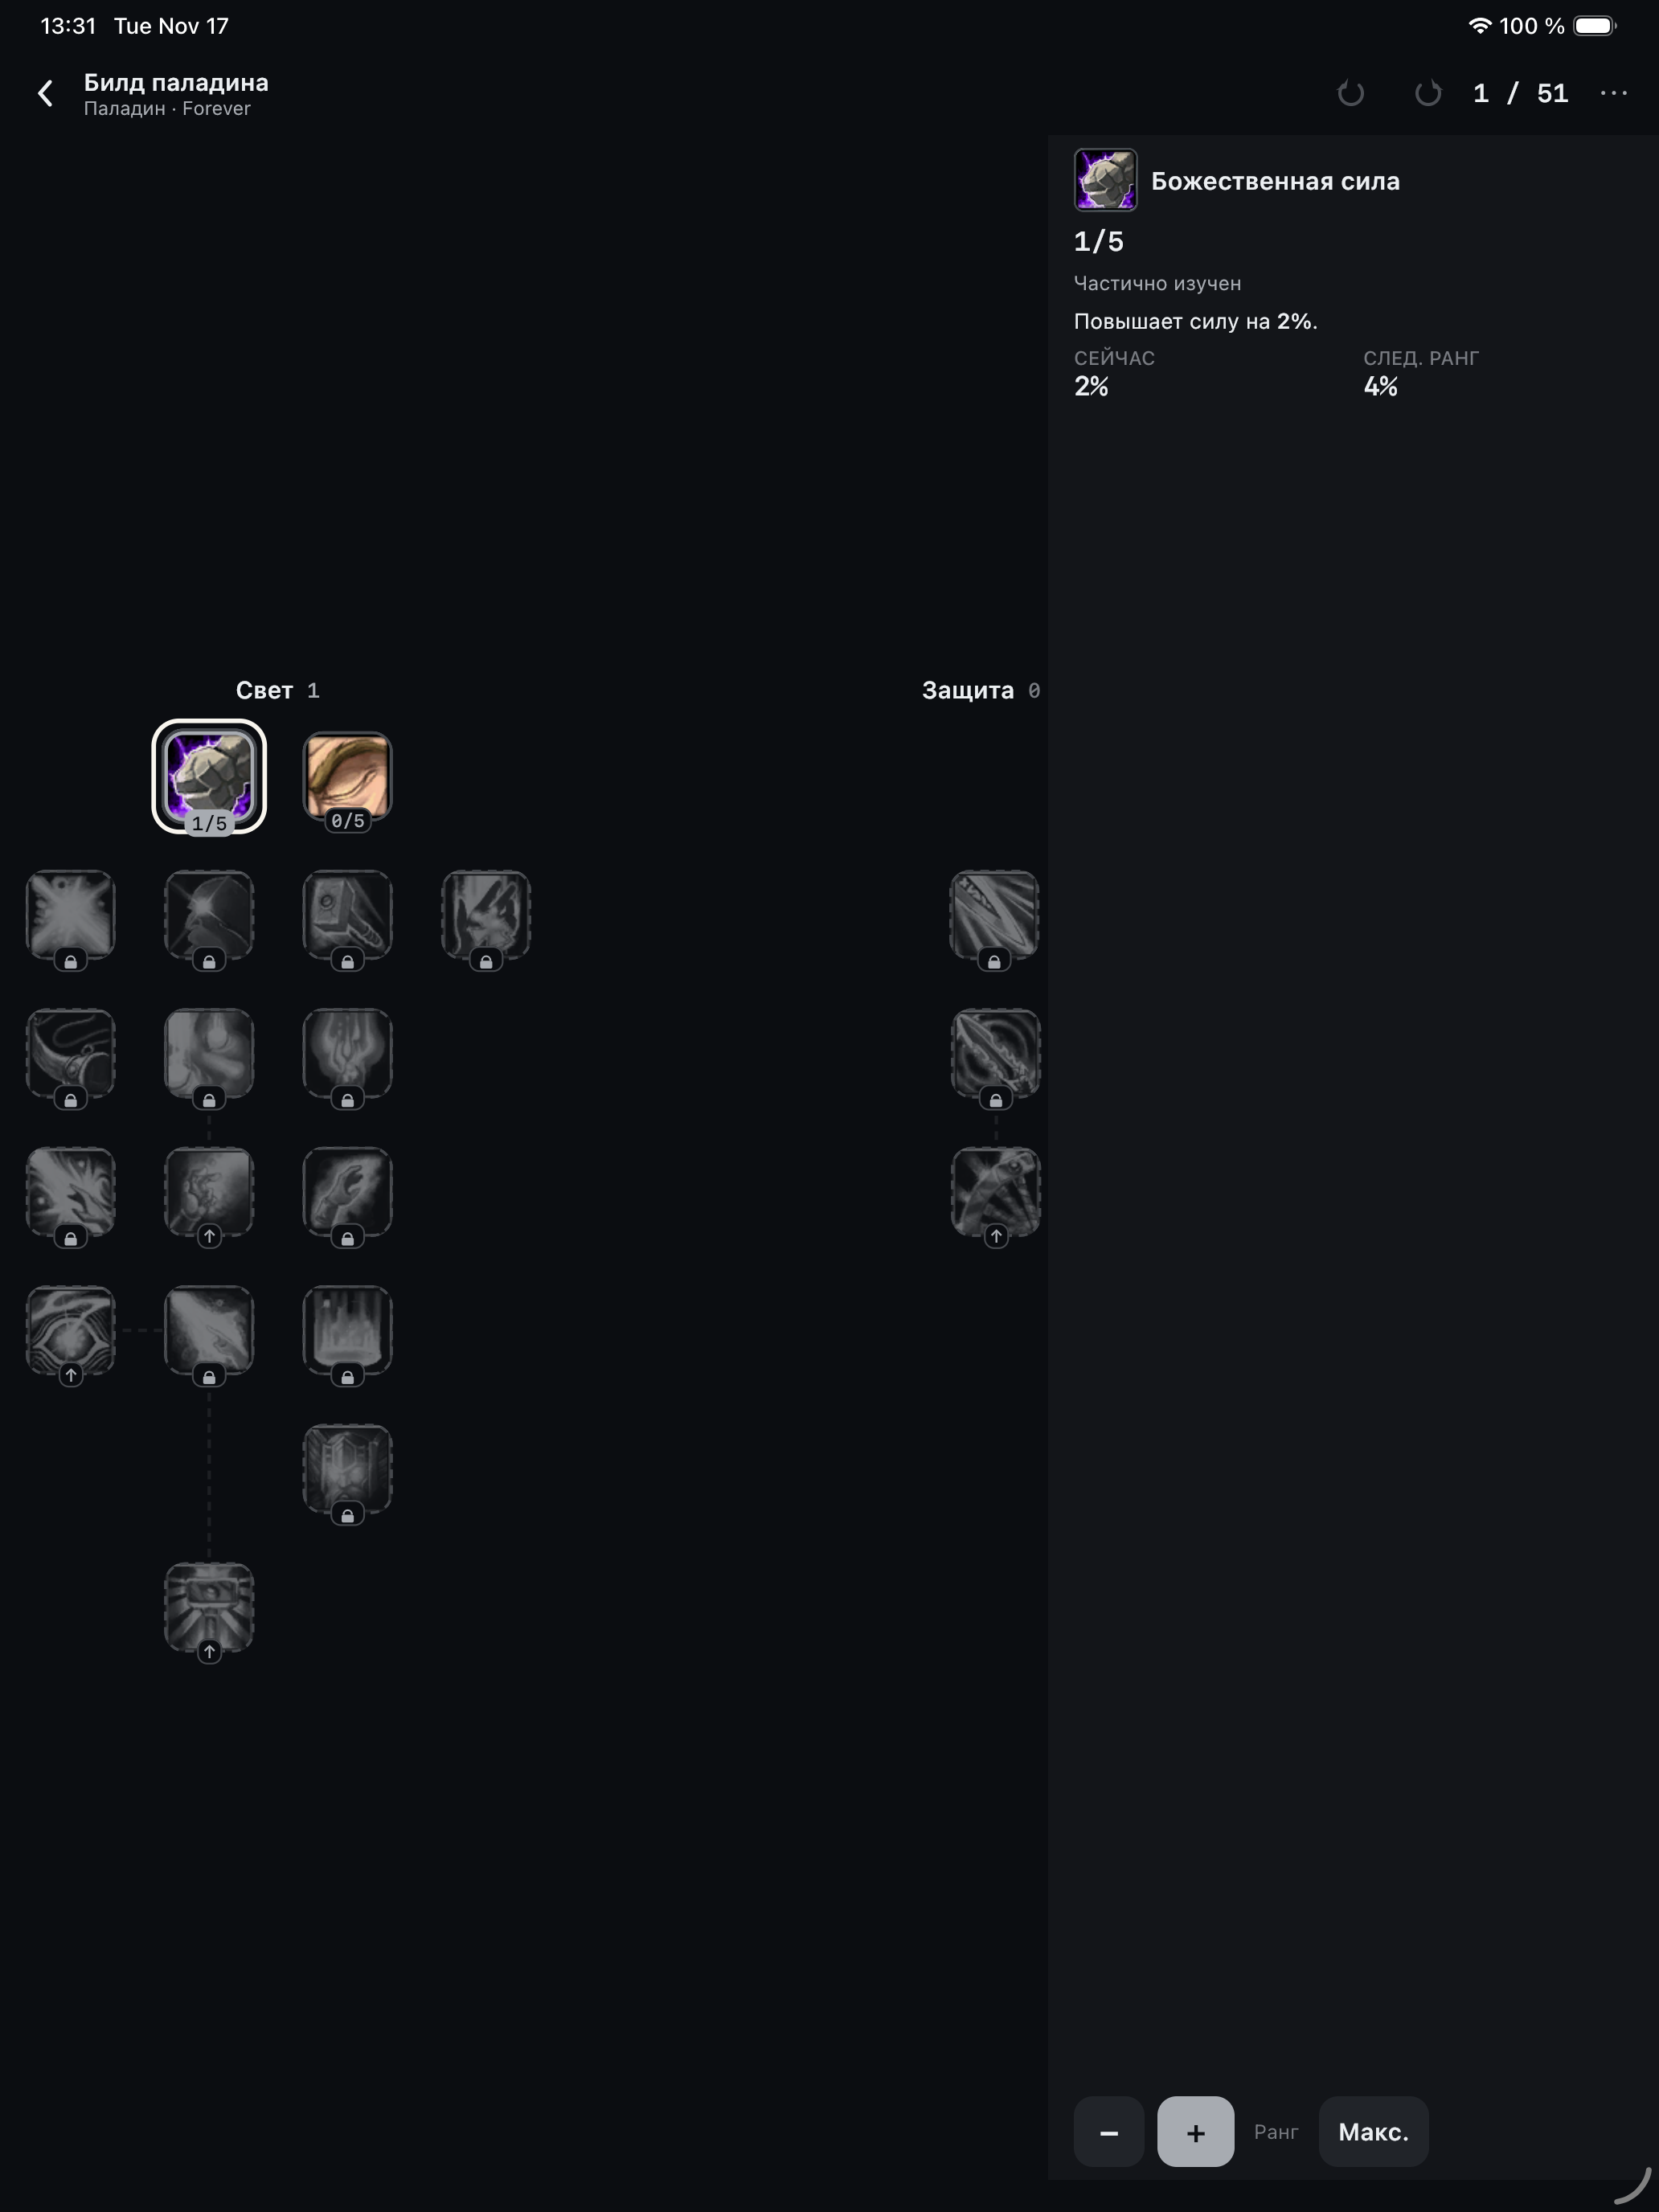 13:31 Tue Nov 17
100 %
Билд паладина
Паладин · Forever
1 / 51
Божественная сила
1/5
Частично изучен
Повышает силу на 2%.
СЕЙЧАС
СЛЕД. РАНГ
2%
4%
Свет 1
Защита 0
1/5
0/5
Ранг
Макс.